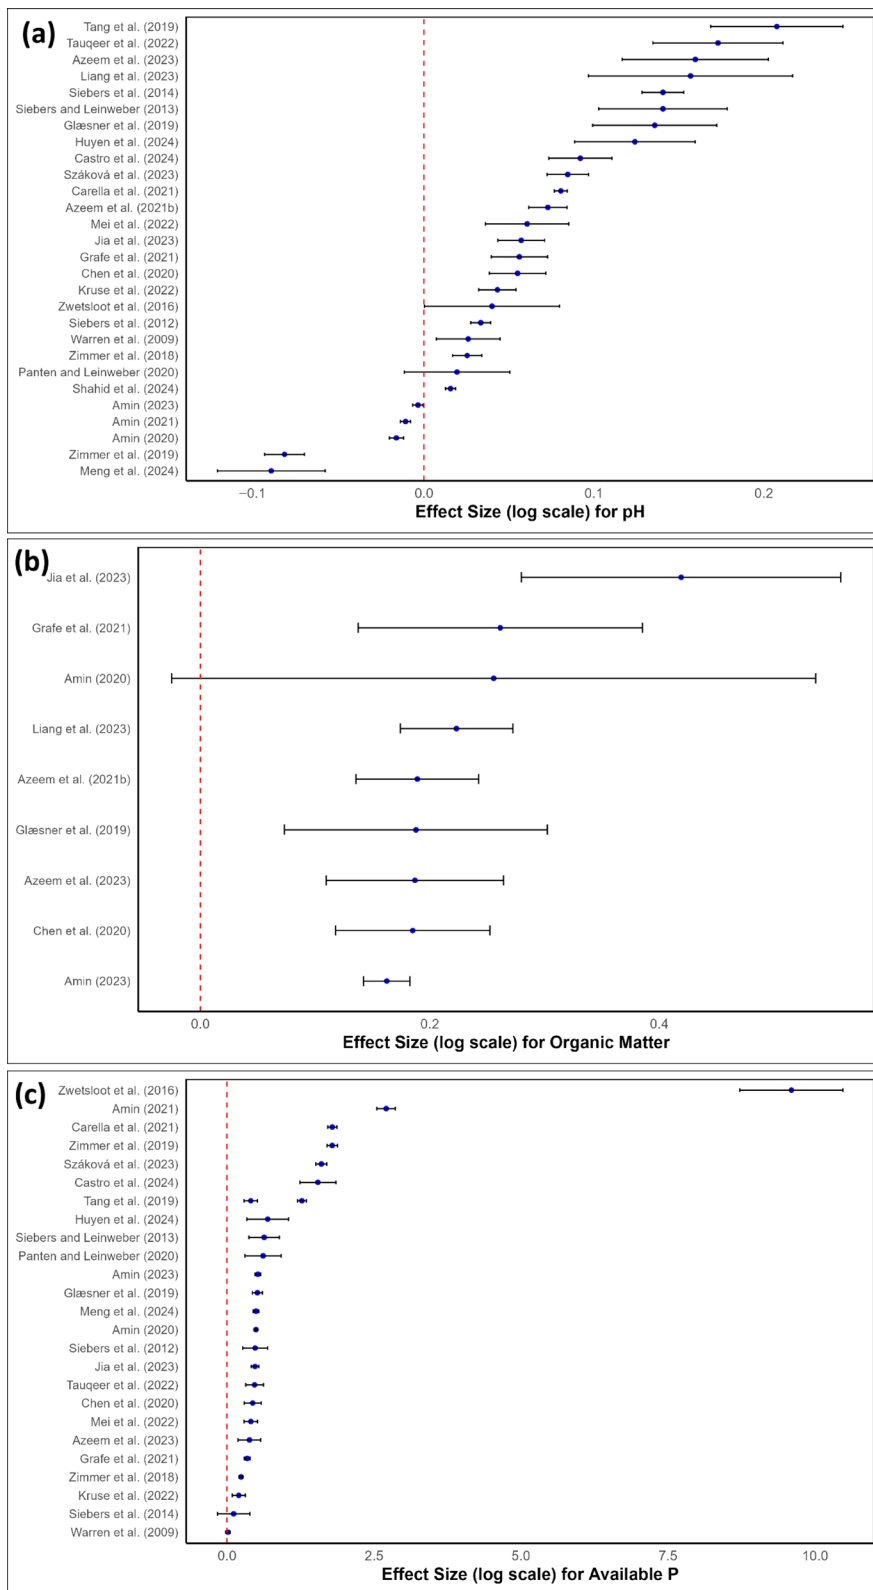 (a)
Tang et al. (2019)
Tauqeer et al. (2022)
Azeem et al. (2023)
Liang et al. (2023)
Siebers et al. (2014)
Siebers and Leinweber (2013)
Glæsner et al. (2019)
Huyen et al. (2024)
Castro et al. (2024)
Száková et al. (2023)
Carella et al. (2021)
Azeem et al. (2021b)
Mei et al. (2022)
Jia et al. (2023)
Grafe et al. (2021)
Chen et al. (2020)
Kruse et al. (2022)
Zwetsloot et al. (2016)
Siebers et al. (2012)
Warren et al. (2009)
Zimmer et al. (2018)
Panten and Leinweber (2020)
Shahid et al. (2024)
Amin (2023)
Amin (2021)
Amin (2020)
Zimmer et al. (2019)
Meng et al. (2024)
−0.1 0.0 0.1 0.2
Effect Size (log scale) for pH
(b)
Jia et al. (2023)
Grafe et al. (2021)
Amin (2020)
Liang et al. (2023)
Azeem et al. (2021b)
Glæsner et al. (2019)
Azeem et al. (2023)
Chen et al. (2020)
Amin (2023)
0.0 0.2 0.4
Effect Size (log scale) for Organic Matter
(c)
Zwetsloot et al. (2016)
Amin (2021)
Carella et al. (2021)
Zimmer et al. (2019)
Száková et al. (2023)
Castro et al. (2024)
Tang et al. (2019)
Huyen et al. (2024)
Siebers and Leinweber (2013)
Panten and Leinweber (2020)
Amin (2023)
Glæsner et al. (2019)
Meng et al. (2024)
Amin (2020)
Siebers et al. (2012)
Jia et al. (2023)
Tauqeer et al. (2022)
Chen et al. (2020)
Mei et al. (2022)
Azeem et al. (2023)
Grafe et al. (2021)
Zimmer et al. (2018)
Kruse et al. (2022)
Siebers et al. (2014)
Warren et al. (2009)
0.0 2.5 5.0 7.5 10.0
Effect Size (log scale) for Available P